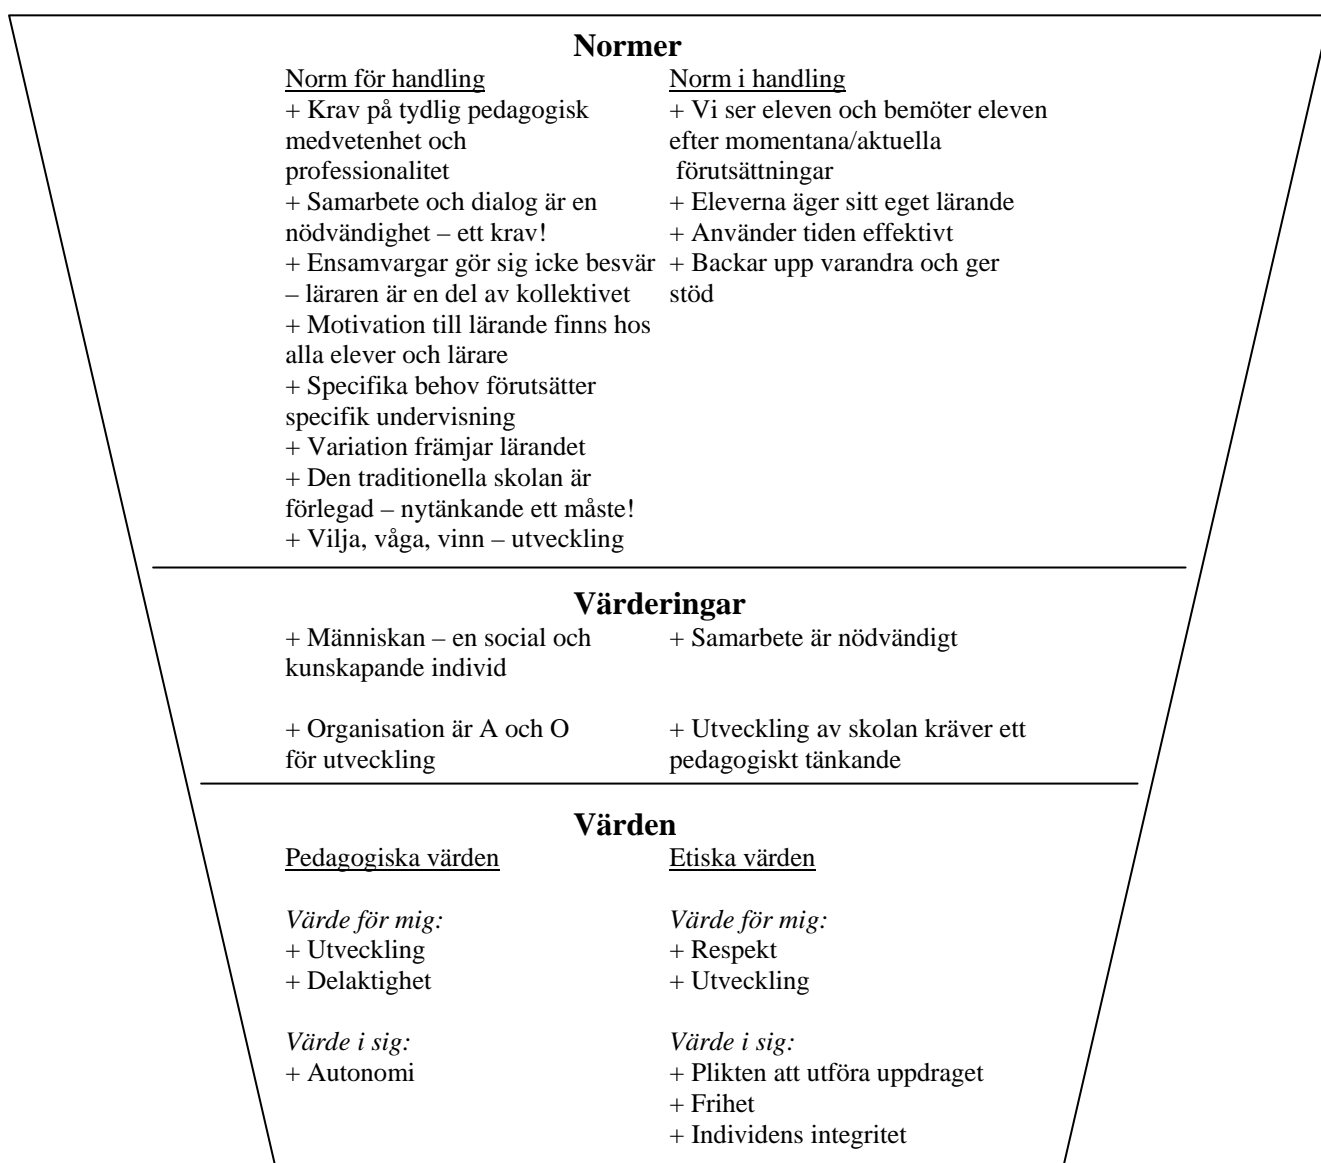 Normer
Norm för handling
+ Krav på tydlig pedagogisk
medvetenhet och
professionalitet
+ Samarbete och dialog är en
nödvändighet – ett krav!
+ Ensamvargar gör sig icke besvär
– läraren är en del av kollektivet
+ Motivation till lärande finns hos
alla elever och lärare
+ Specifika behov förutsätter
specifik undervisning
+ Variation främjar lärandet
+ Den traditionella skolan är
förlegad – nytänkande ett måste!
+ Vilja, våga, vinn – utveckling
Norm i handling
+ Vi ser eleven och bemöter eleven
efter momentana/aktuella
förutsättningar
+ Eleverna äger sitt eget lärande
+ Använder tiden effektivt
+ Backar upp varandra och ger
stöd
Värderingar
+ Människan – en social och
kunskapande individ
+ Organisation är A och O
för utveckling
+ Samarbete är nödvändigt
+ Utveckling av skolan kräver ett
pedagogiskt tänkande
Värden
Pedagogiska värden
Värde för mig:
+ Utveckling
+ Delaktighet
Värde i sig:
+ Autonomi
Etiska värden
Värde för mig:
+ Respekt
+ Utveckling
Värde i sig:
+ Plikten att utföra uppdraget
+ Frihet
+ Individens integritet